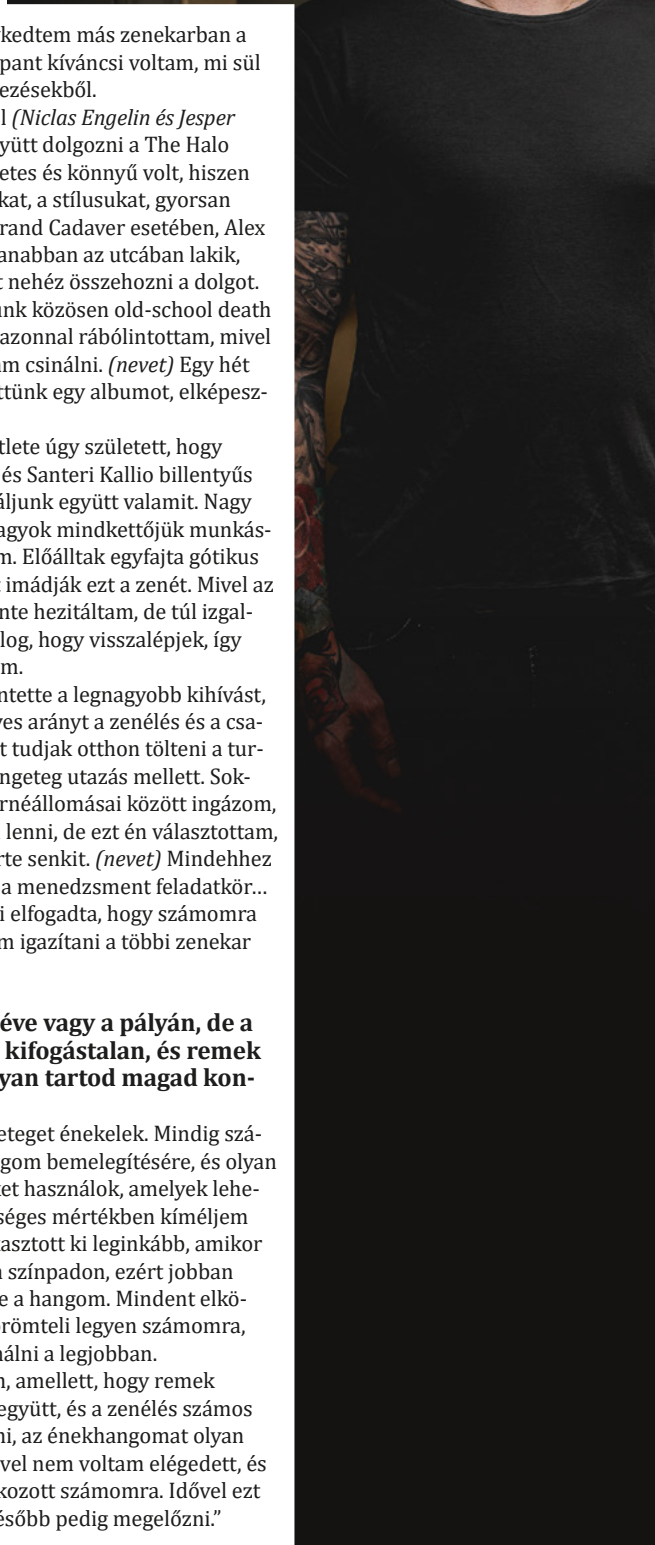 kedtem más zenekarban a
pant kíváncsi voltam, mi sül
ezésekből.
l (Niclas Engelin és Jesper
yütt dolgozni a The Halo
etes és könnyű volt, hiszen
kat, a stílusukat, gyorsan
rand Cadaver esetében, Alex
anabban az utcában lakik,
t nehéz összehozni a dolgot.
unk közösen old-school death
azonnal rábólintottam, mivel
am csinálni. (nevet) Egy hét
ttünk egy albumot, elképesz-
tlete úgy született, hogy
és Santeri Kallio billentyűs
áljunk együtt valamit. Nagy
vagyok mindkettőjük munkás-
m. Előálltak egyfajta gótikus
t imádják ezt a zenét. Mivel az
nte hezitáltam, de túl izgal-
log, hogy visszalépjek, így
m.
ntette a legnagyobb kihívást,
yes arányt a zenélés és a csa-
t tudjak otthon tölteni a tur-
ngeteg utazás mellett. Sok-
rnéállomásai között ingázom,
lenni, de ezt én választottam,
rte senkit. (nevet) Mindehhez
a menedzsment feladatkör…
i elfogadta, hogy számomra
m igazítani a többi zenekar
éve vagy a pályán, de a
kifogástalan, és remek
yan tartod magad kon-
eteget énekelek. Mindig szá-
gom bemelegítésére, és olyan
et használok, amelyek lehe-
séges mértékben kíméljem
asztott ki leginkább, amikor
n színpadon, ezért jobban
e a hangom. Mindent elkö-
römteli legyen számomra,
nálni a legjobban.
n, amellett, hogy remek
együtt, és a zenélés számos
ni, az énekhangomat olyan
vel nem voltam elégedett, és
kozott számomra. Idővel ezt
ésőbb pedig megelőzni.”